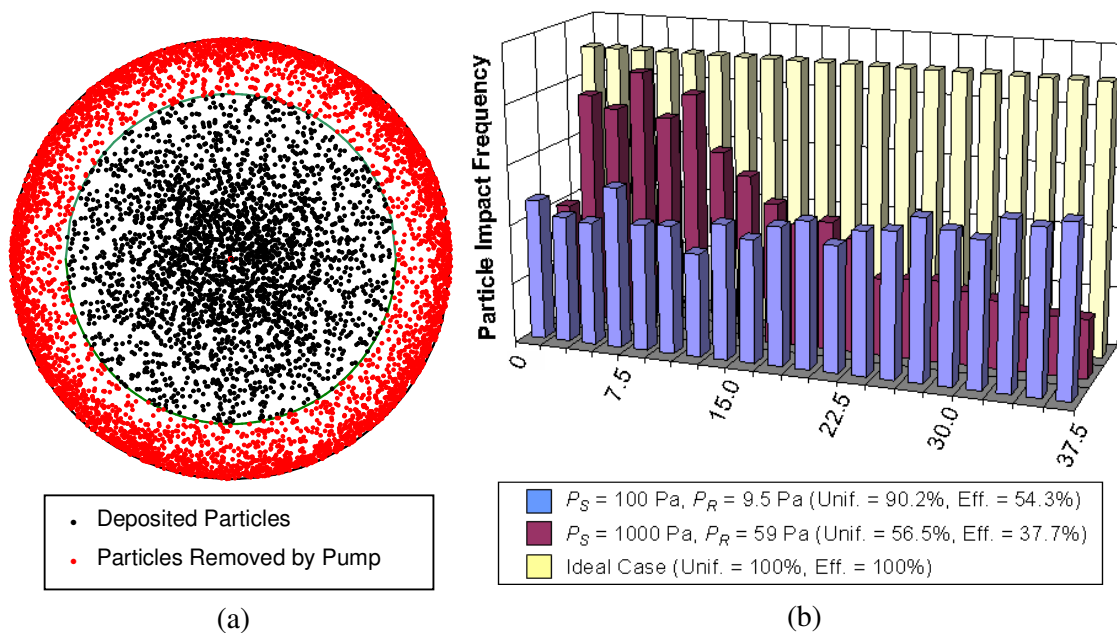 (a)
(b)
Particle Impact Frequency
0
7.5
15.0
22.5
30.0
37.5
Deposited Particles
Particles Removed by Pump
P_S = 100 Pa, P_R = 9.5 Pa (Unif. = 90.2%, Eff. = 54.3%)
P_S = 1000 Pa, P_R = 59 Pa (Unif. = 56.5%, Eff. = 37.7%)
Ideal Case (Unif. = 100%, Eff. = 100%)
(a)
(b)